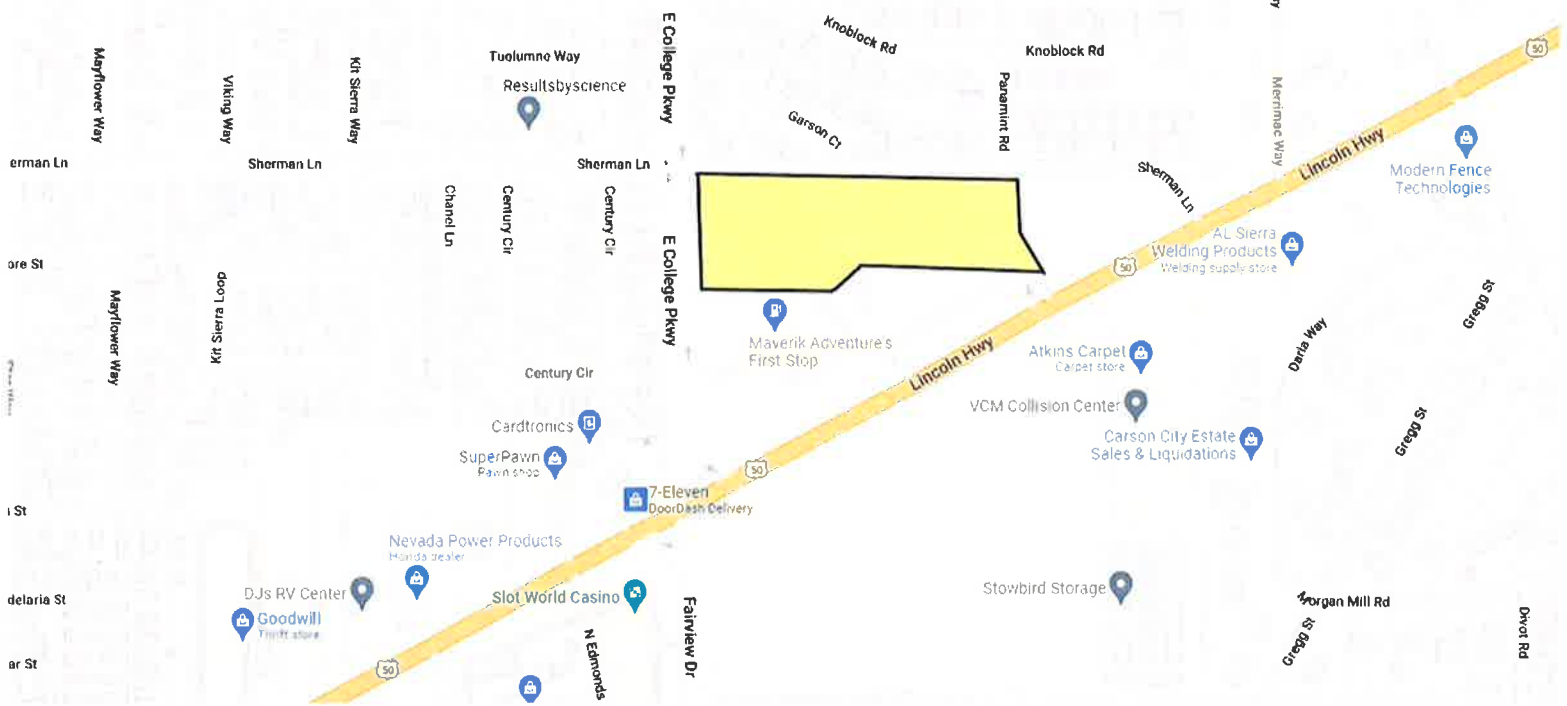 E College Pkwy
Knoblock Rd
Knoblock Rd
Mayflower Way
Viking Way
Kit Sierra Way
Tuolumne Way
Resultsbyscience
Panamint Rd
Garson Ct
Merrimac Way
50
Lincoln Hwy
Modern Fence
Technologies
erman Ln
Sherman Ln
Sherman Ln
Sherman Ln
Chanel Ln
Century Cir
Century Cir
E College Pkwy
AL Sierra
Welding Products
Welding supply store
50
ore St
Mayflower Way
Kit Sierra Loop
Gregg St
Maverik Adventure's
First Stop
Lincoln Hwy
Atkins Carpet
Carpet store
Darla Way
Century Cir
VCM Collision Center
Cardtronics
Carson City Estate
Sales & Liquidations
Gregg St
SuperPawn
Pawn shop
50
7-Eleven
DoorDash Delivery
St
Nevada Power Products
Honda dealer
DJs RV Center
Slot World Casino
Stowbird Storage
delaria St
Goodwill
Thrift store
Fairview Dr
Morgan Mill Rd
Gregg St
Divot Rd
N Edmonds
ar St
50